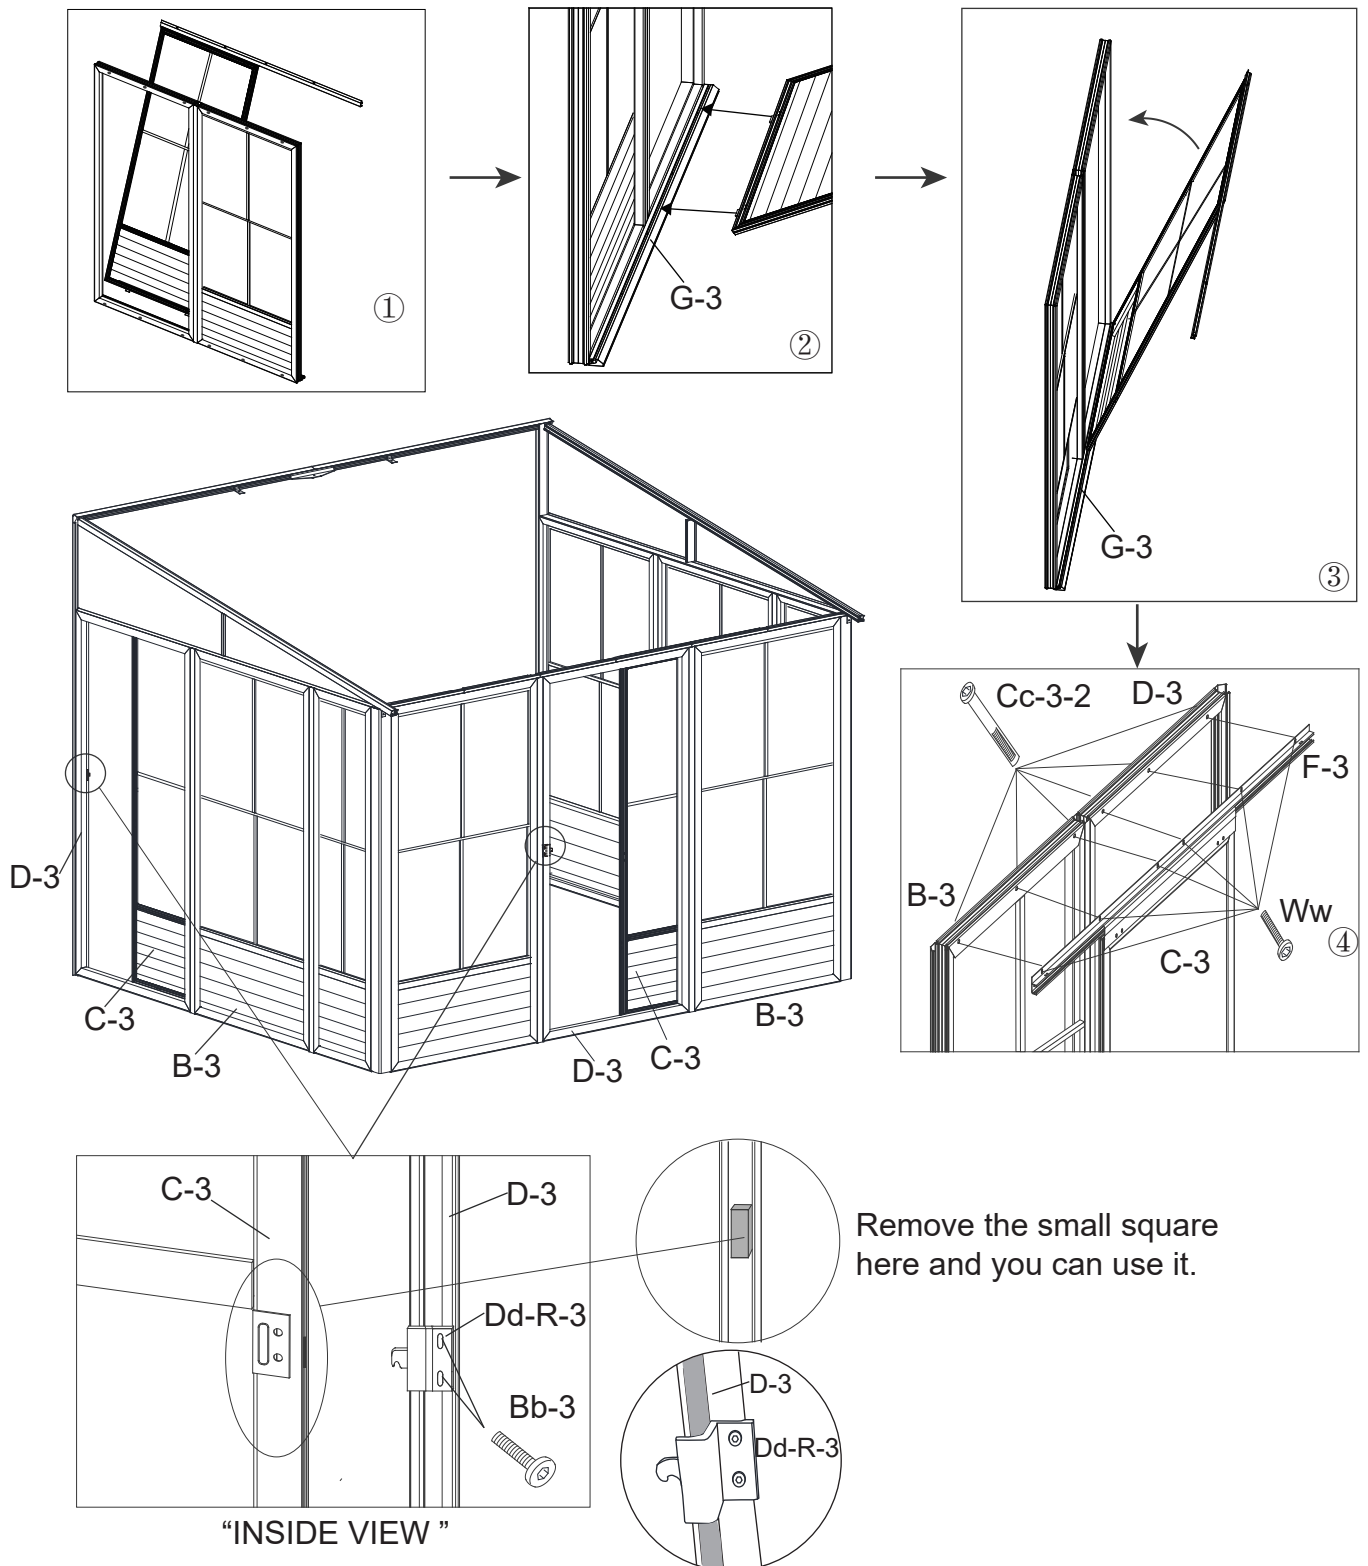 ①
G-3
②
G-3
③
Cc-3-2
D-3
F-3
B-3
Ww
④
C-3
D-3
C-3
B-3
D-3
C-3
B-3
C-3
D-3
Dd-R-3
Bb-3
"INSIDE VIEW "
Remove the small square
here and you can use it.
D-3
Dd-R-3